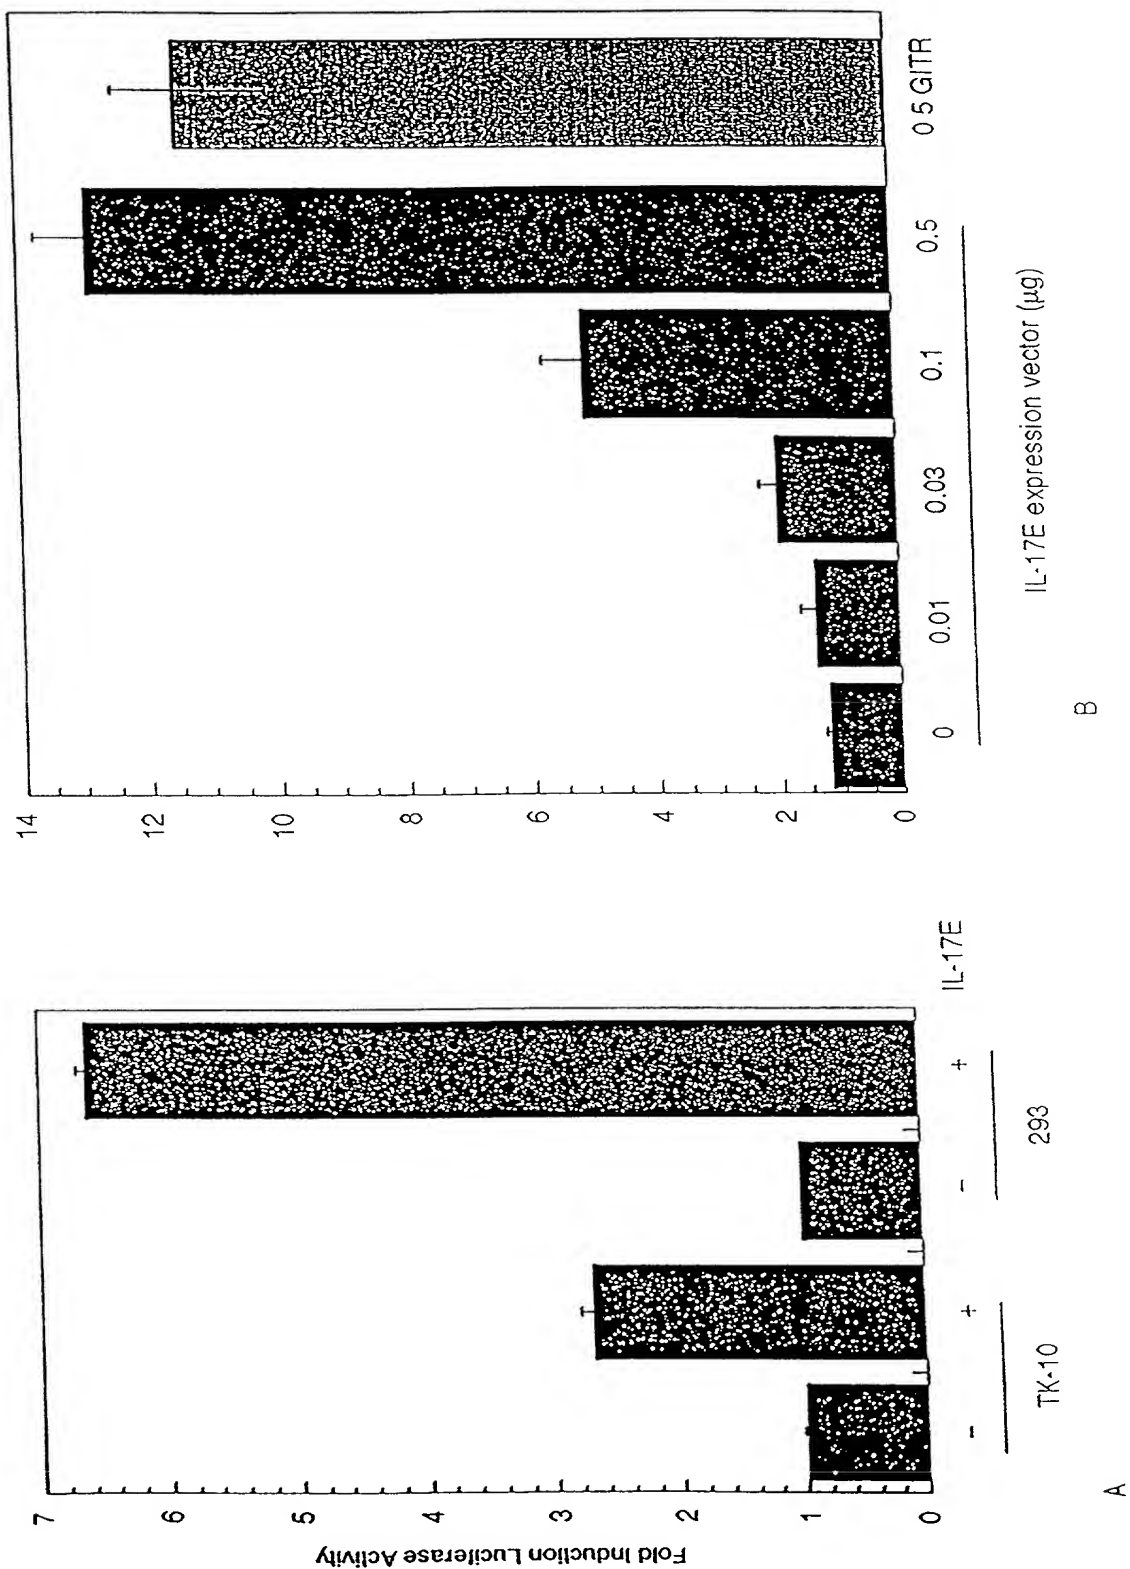 Fold Induction Luciferase Activity
7
6
5
4
3
2
1
0
- + - + IL-17E
TK-10 293
A
14
12
10
8
6
4
2
0
0 0.01 0.03 0.1 0.5 0 5 GITR
IL-17E expression vector (µg)
B